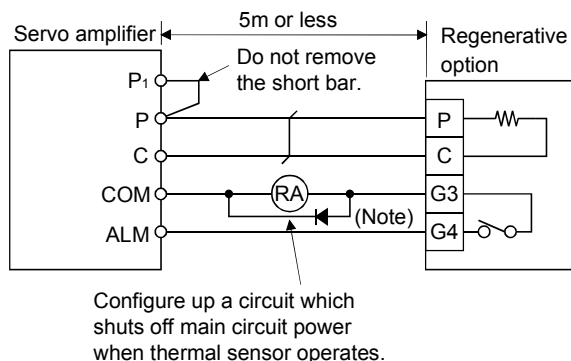 5m or less
Servo amplifier
Regenerative
option
Do not remove
the short bar.
P1
P
P
C
C
COM
RA
G3
(Note)
ALM
G4
Configure up a circuit which
shuts off main circuit power
when thermal sensor operates.